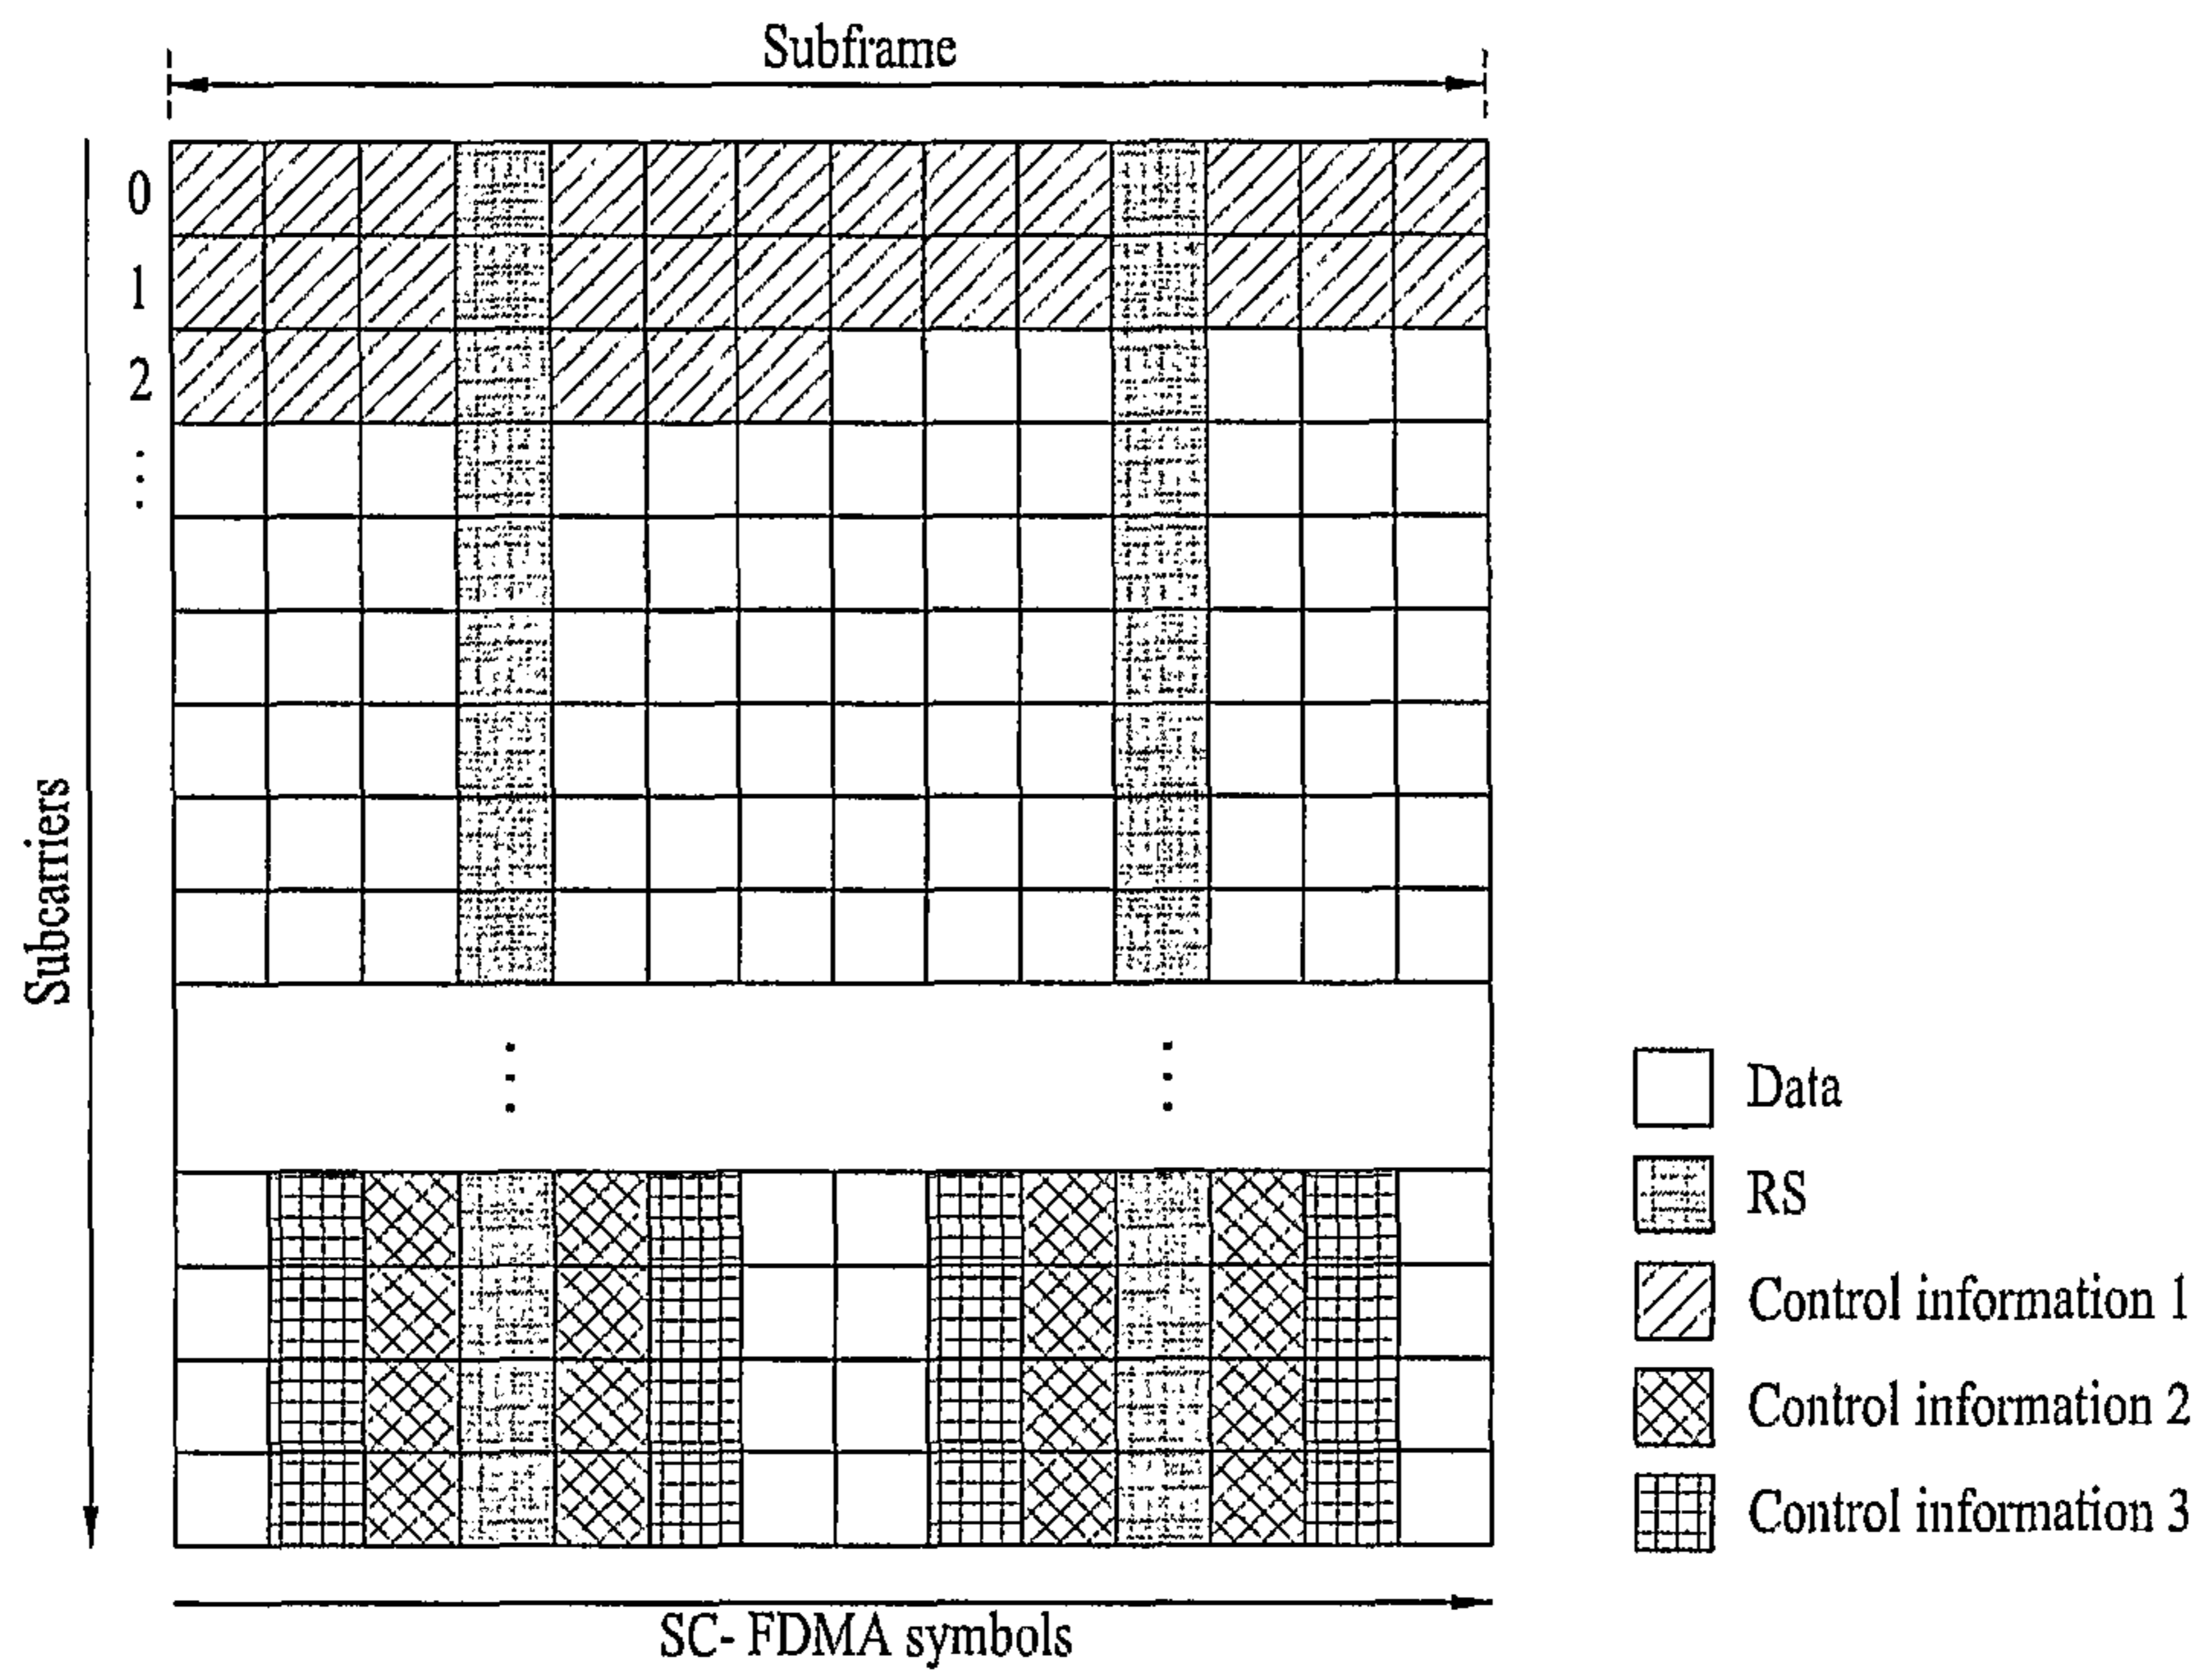 Subframe
0
1
2
Subcarriers
Data
RS
Control information 1
Control information 2
Control information 3
SC- FDMA symbols